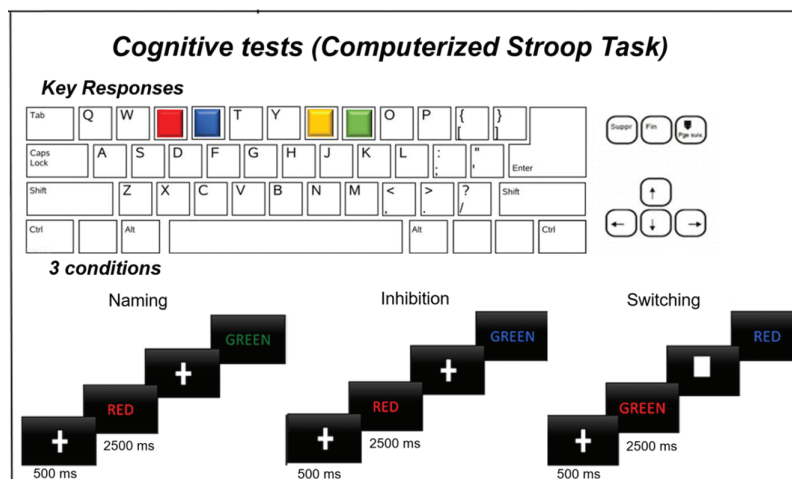 Cognitive tests (Computerized Stroop Task)
Key Responses
Tab Q W T Y O P { [ } ]
Caps Lock A S D F G H J K L : ; " ' Enter
Shift Z X C V B N M < , > . ? / Shift
Ctrl Alt Alt Ctrl
Suppr Fin Pge suiv.
↑
← ↓ →
3 conditions
Naming
GREEN
RED
2500 ms
500 ms
Inhibition
GREEN
RED
2500 ms
500 ms
Switching
RED
GREEN
2500 ms
500 ms